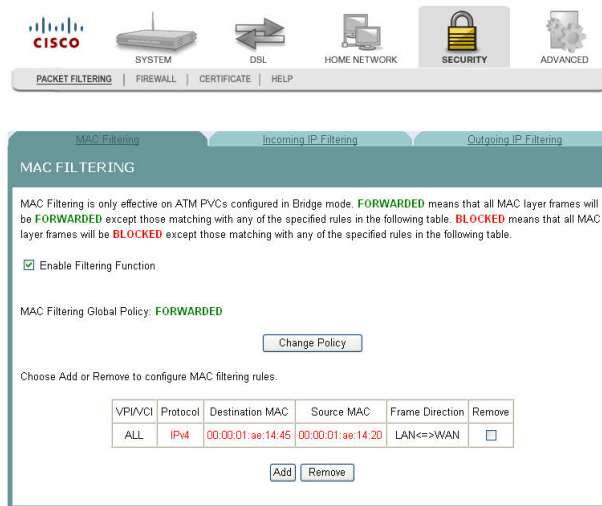 CISCO
SYSTEM DSL HOME NETWORK SECURITY ADVANCED
PACKET FILTERING | FIREWALL | CERTIFICATE | HELP
MAC Filtering Incoming IP Filtering Outgoing IP Filtering
MAC FILTERING
MAC Filtering is only effective on ATM PVCs configured in Bridge mode. FORWARDED means that all MAC layer frames will
be FORWARDED except those matching with any of the specified rules in the following table. BLOCKED means that all MAC
layer frames will be BLOCKED except those matching with any of the specified rules in the following table.
Enable Filtering Function
MAC Filtering Global Policy: FORWARDED
Change Policy
Choose Add or Remove to configure MAC filtering rules.
VPI/VCI Protocol Destination MAC Source MAC Frame Direction Remove
ALL IPv4 00:00:01:ae:14:45 00:00:01:ae:14:20 LAN<=>WAN
Add Remove